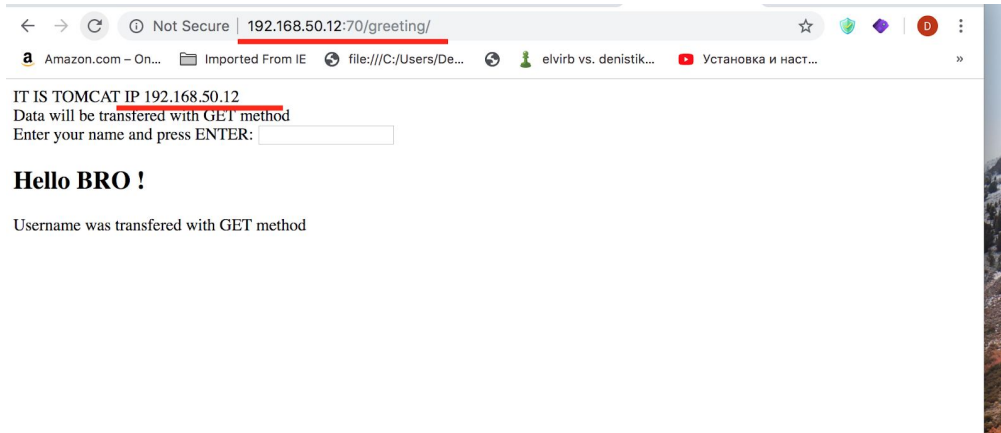 Not Secure | 192.168.50.12:70/greeting/
D
a Amazon.com – On... Imported From IE file:///C:/Users/De... elvirb vs. denistik... Установка и наст... »
IT IS TOMCAT IP 192.168.50.12
Data will be transfered with GET method
Enter your name and press ENTER:
Hello BRO !
Username was transfered with GET method